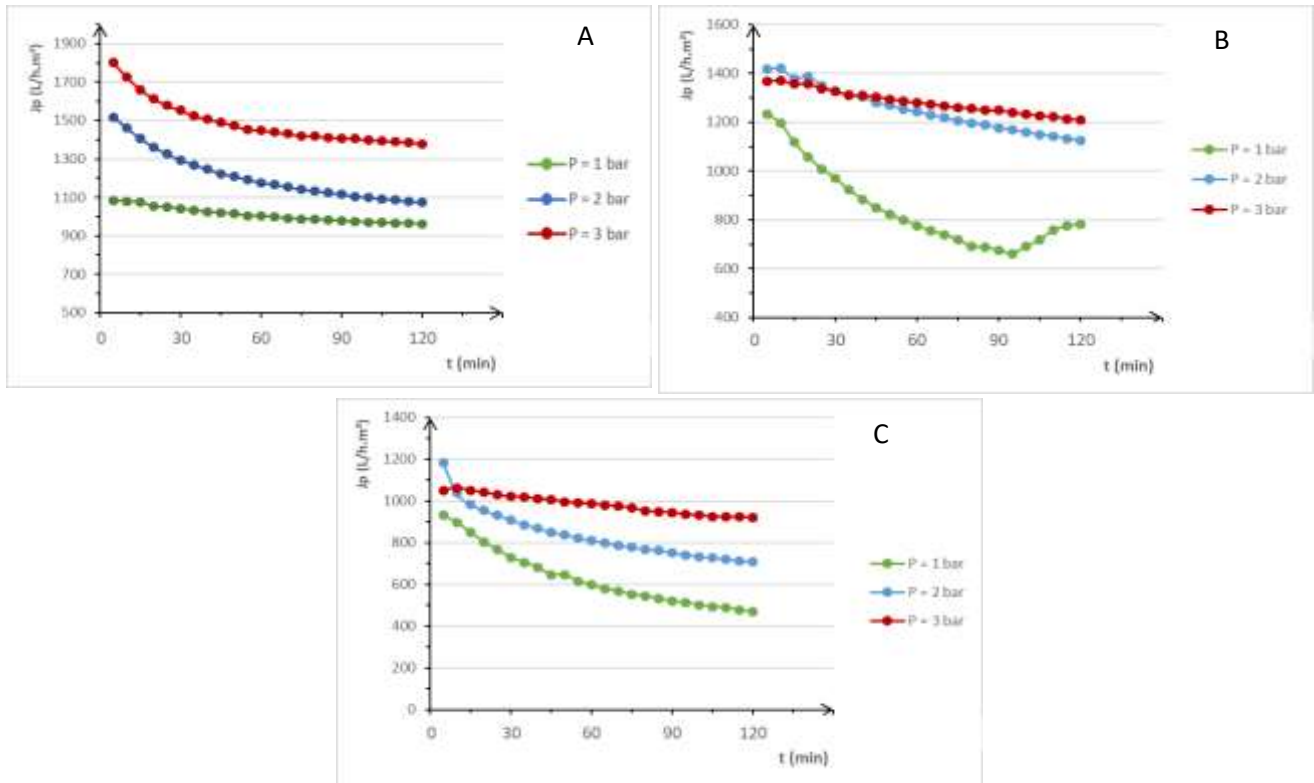 A
Jp (L/h.m²)
1900
1700
1500
1300
1100
900
700
500
0 30 60 90 120
t (min)
P = 1 bar
P = 2 bar
P = 3 bar
B
Jp (L/h.m²)
1600
1400
1200
1000
800
600
400
0 30 60 90 120
t (min)
P = 1 bar
P = 2 bar
P = 3 bar
C
Jp (L/h.m²)
1400
1200
1000
800
600
400
200
0
0 30 60 90 120
t (min)
P = 1 bar
P = 2 bar
P = 3 bar